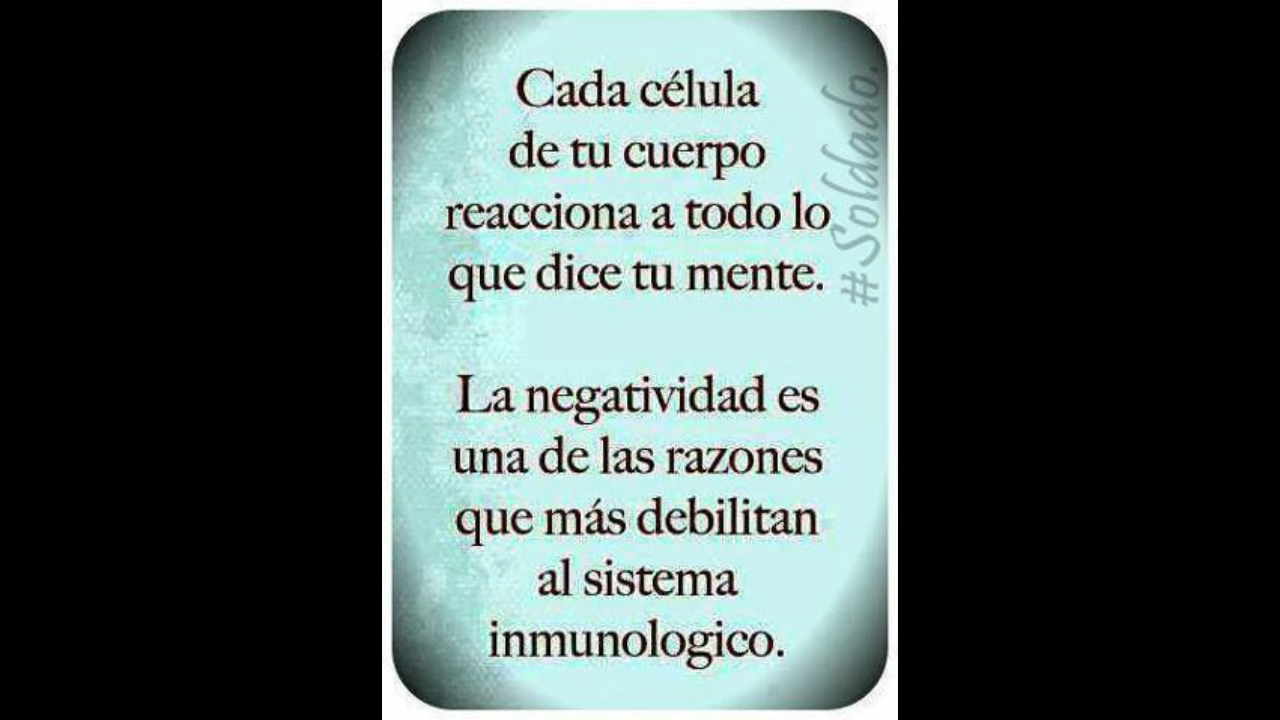 Cada célula
de tu cuerpo
reacciona a todo lo
que dice tu mente.
La negatividad es
una de las razones
que más debilitan
al sistema
inmunologico.
#Soldado.